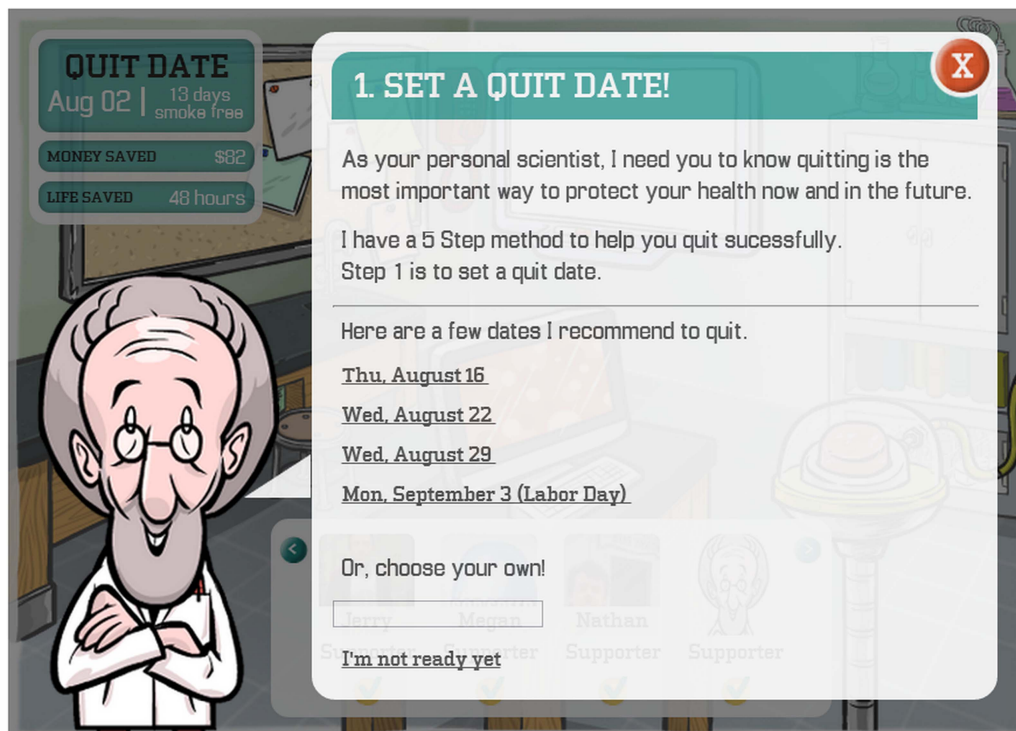 QUIT DATE
Aug 02 | 13 days smoke free
MONEY SAVED $82
LIFE SAVED 48 hours
1. SET A QUIT DATE!
X
As your personal scientist, I need you to know quitting is the
most important way to protect your health now and in the future.
I have a 5 Step method to help you quit sucessfully.
Step 1 is to set a quit date.
Here are a few dates I recommend to quit.
Thu, August 16
Wed, August 22
Wed, August 29
Mon, September 3 (Labor Day)
Or, choose your own!
Jerry Megan Nathan
Supporter Supporter Supporter Supporter
I'm not ready yet